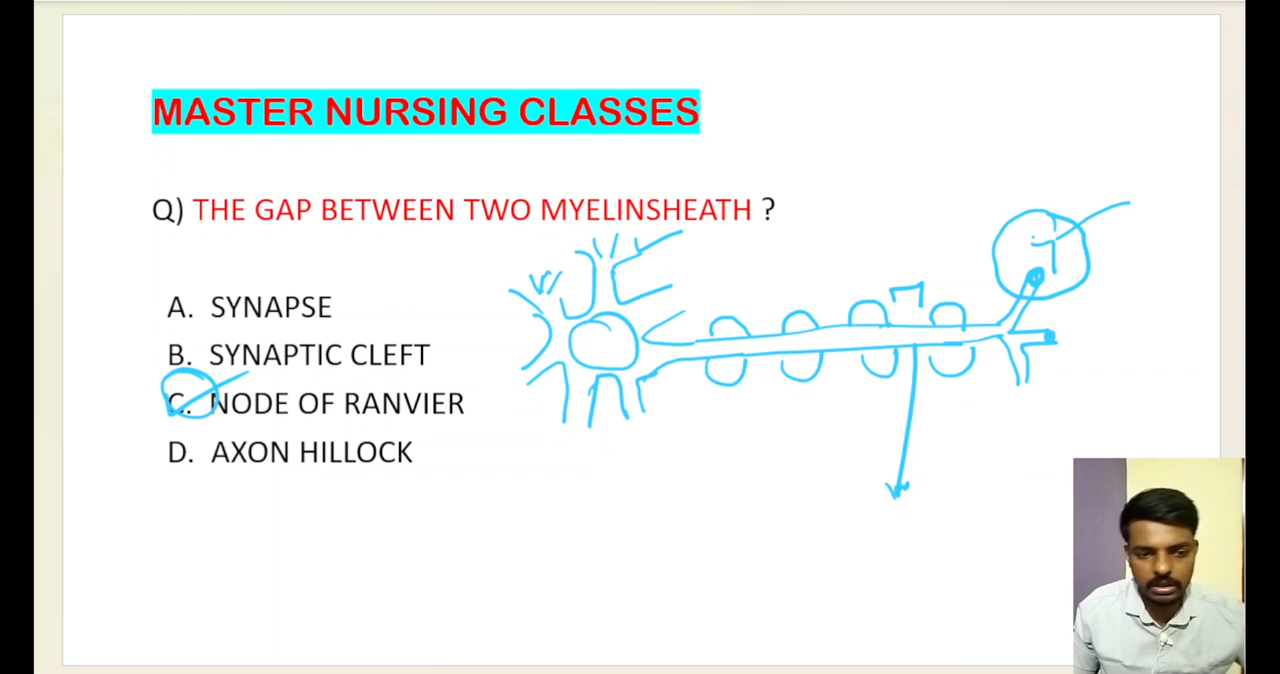 MASTER NURSING CLASSES
Q) THE GAP BETWEEN TWO MYELINSHEATH ?
A. SYNAPSE
B. SYNAPTIC CLEFT
C. NODE OF RANVIER
D. AXON HILLOCK